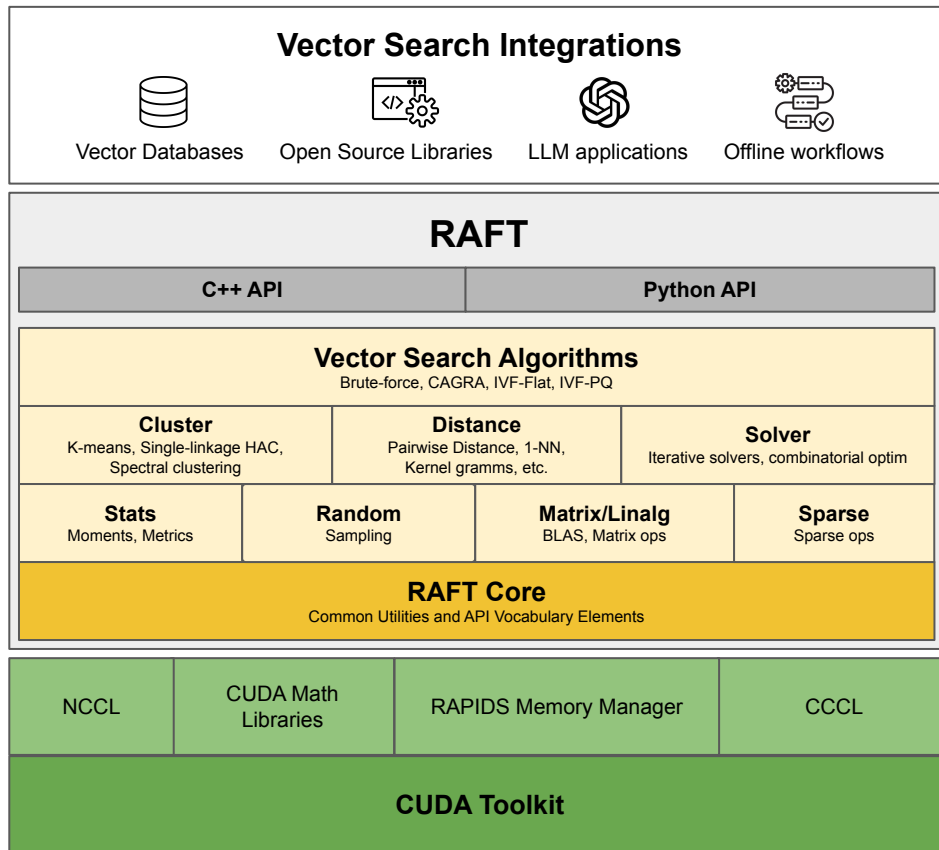 Vector Search Integrations
</>
Vector Databases
Open Source Libraries
LLM applications
Offline workflows
RAFT
C++ API
Python API
Vector Search Algorithms
Brute-force, CAGRA, IVF-Flat, IVF-PQ
Cluster
K-means, Single-linkage HAC,
Spectral clustering
Distance
Pairwise Distance, 1-NN,
Kernel gramms, etc.
Solver
Iterative solvers, combinatorial optim
Stats
Moments, Metrics
Random
Sampling
Matrix/Linalg
BLAS, Matrix ops
Sparse
Sparse ops
RAFT Core
Common Utilities and API Vocabulary Elements
NCCL
CUDA Math
Libraries
RAPIDS Memory Manager
CCCL
CUDA Toolkit